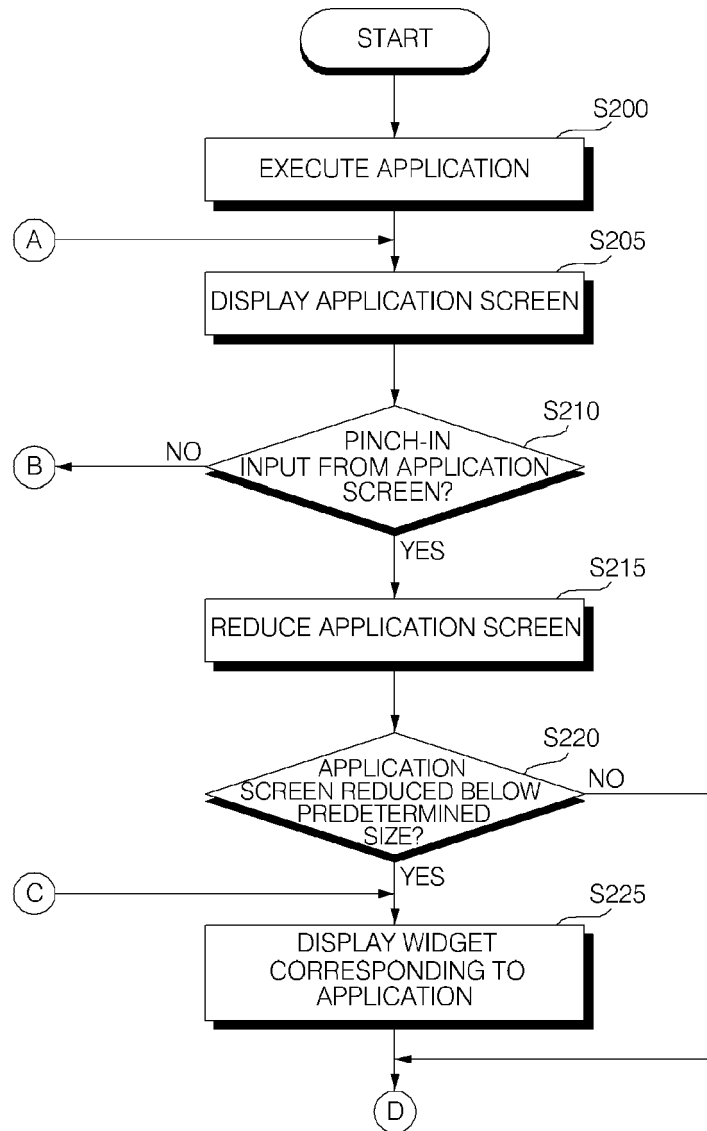 START
S200
EXECUTE APPLICATION
A
S205
DISPLAY APPLICATION SCREEN
S210
PINCH-IN
INPUT FROM APPLICATION
SCREEN?
NO
B
YES
S215
REDUCE APPLICATION SCREEN
S220
APPLICATION
SCREEN REDUCED BELOW
PREDETERMINED
SIZE?
NO
YES
C
S225
DISPLAY WIDGET
CORRESPONDING TO
APPLICATION
D